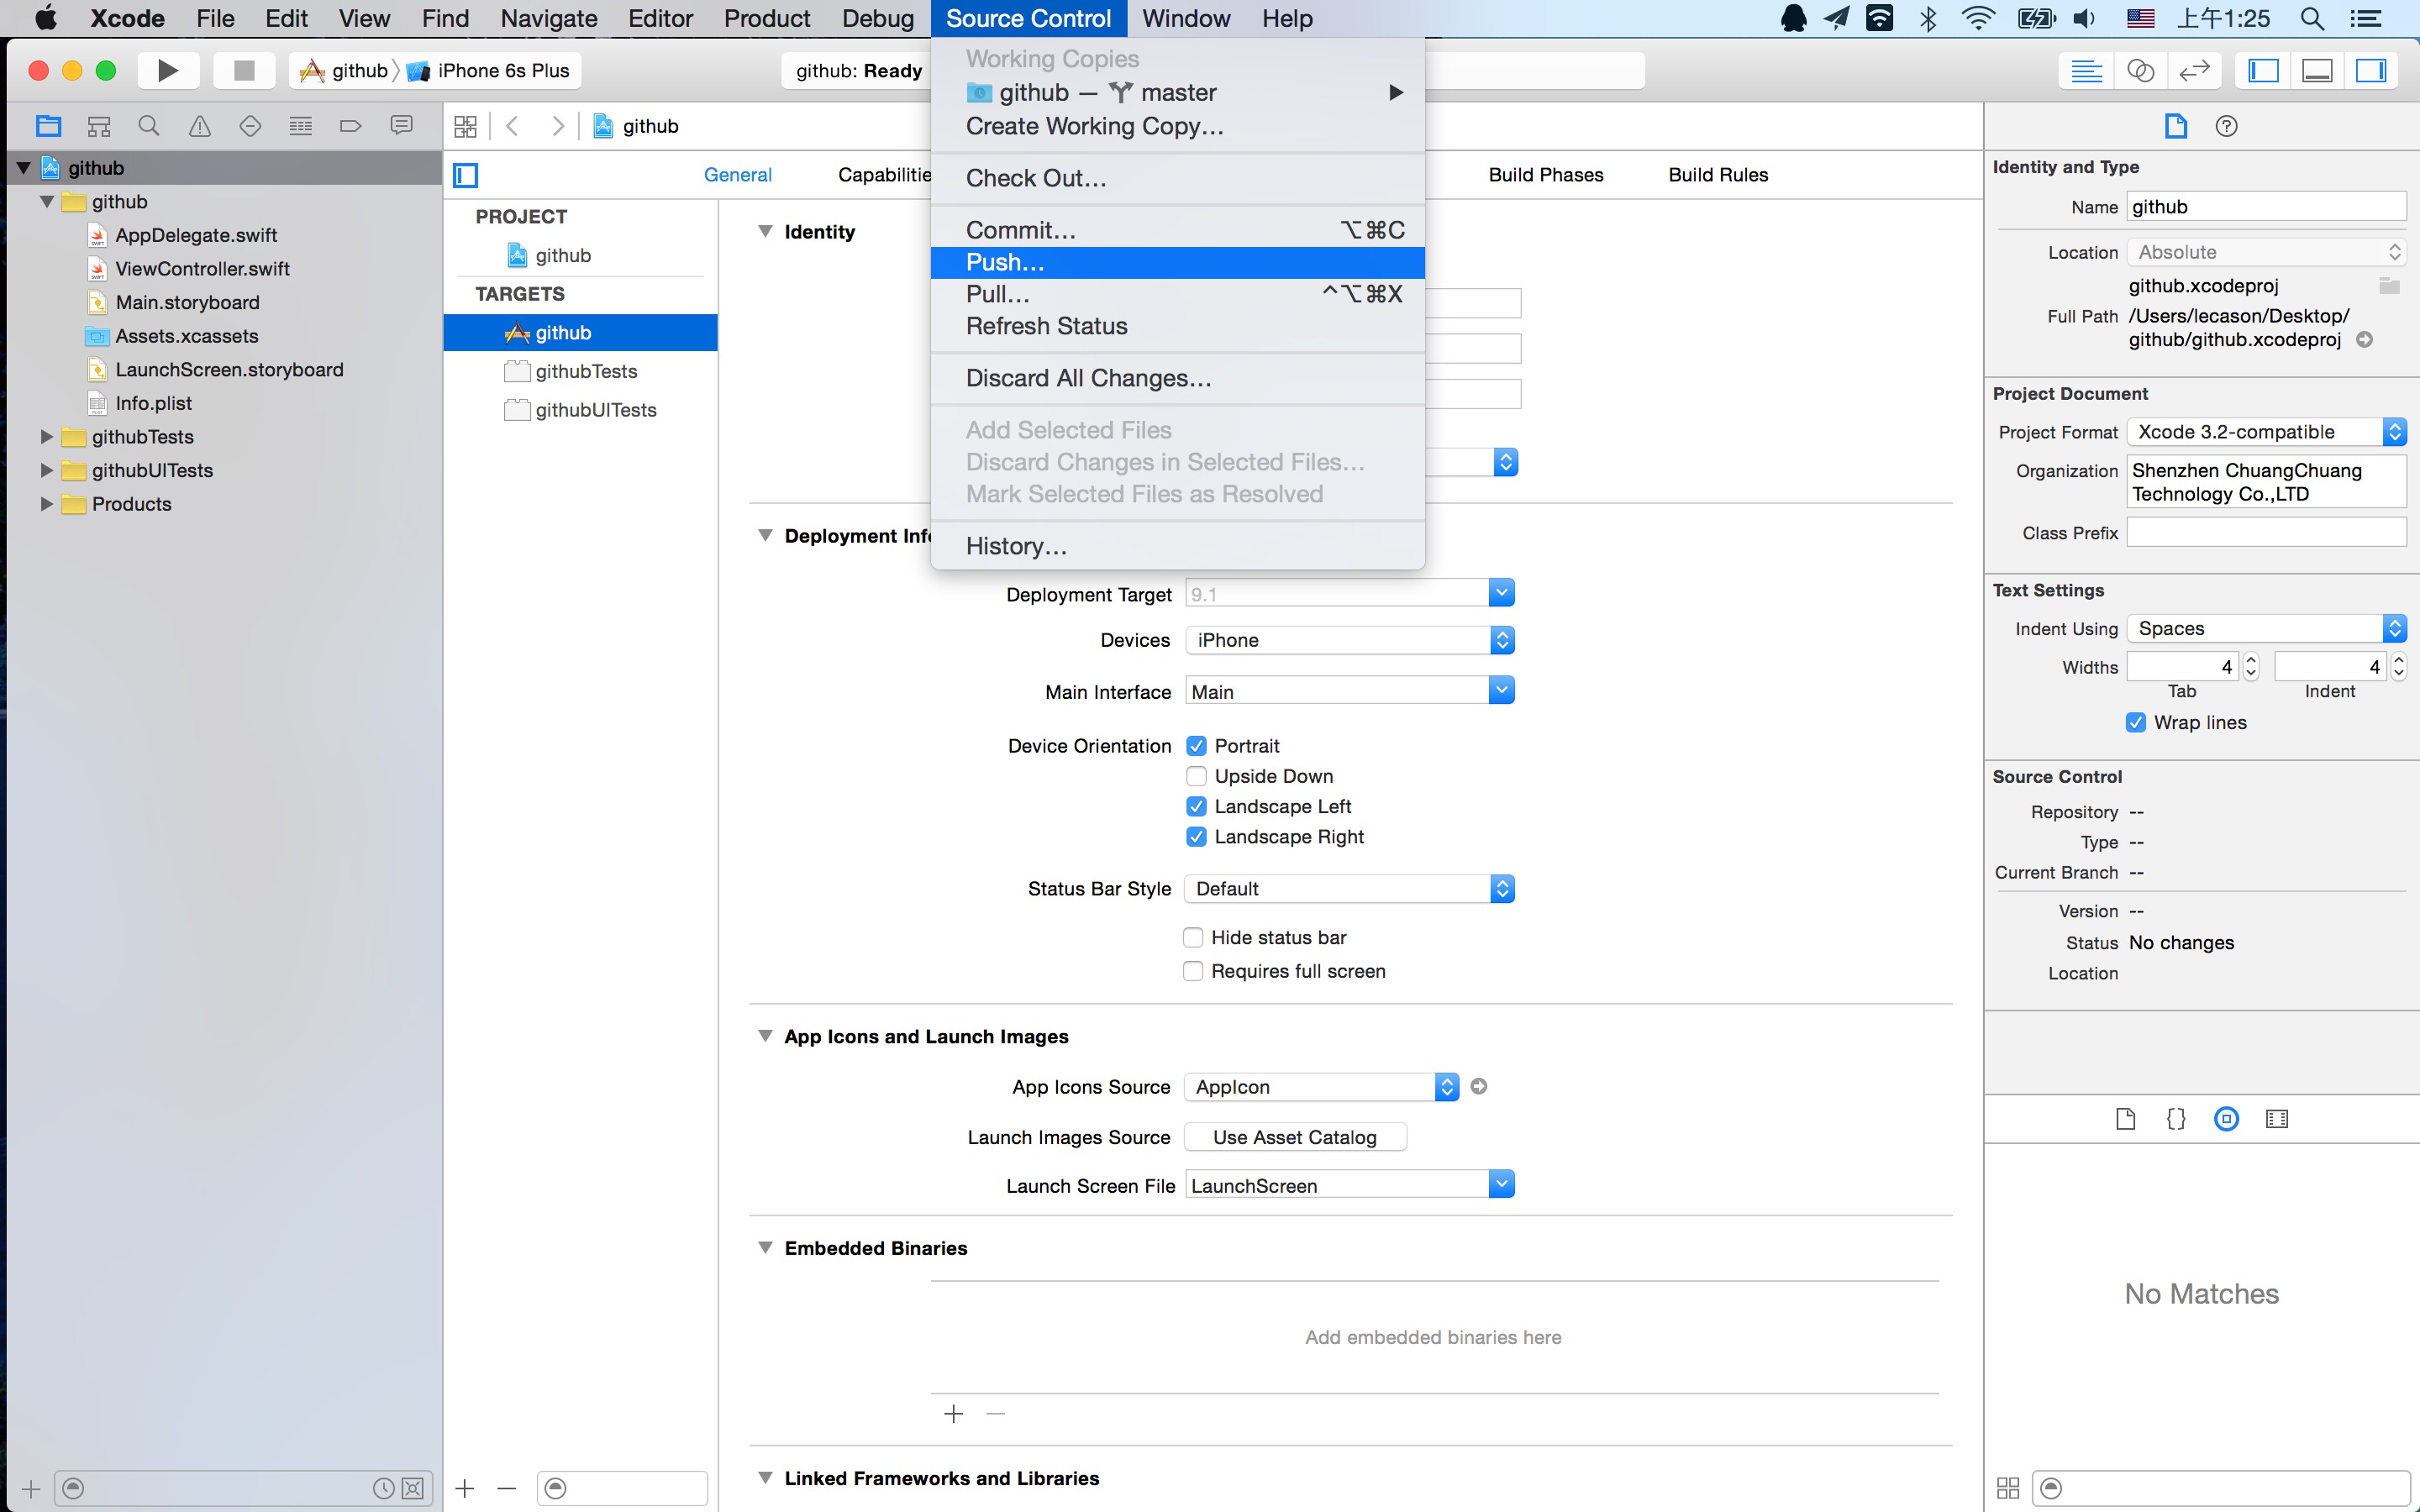 Xcode File Edit View Find Navigate Editor Product Debug Source Control Window Help 上午1:25
github iPhone 6s Plus
github: Ready
github
General Capabilitie Build Phases Build Rules
Working Copies
github — master
Create Working Copy…
Check Out…
Commit… ⌥⌘C
Push…
Pull… ^⌥⌘X
Refresh Status
Discard All Changes…
Add Selected Files
Discard Changes in Selected Files…
Mark Selected Files as Resolved
History…
github
github
AppDelegate.swift
ViewController.swift
Main.storyboard
Assets.xcassets
LaunchScreen.storyboard
Info.plist
githubTests
githubUITests
Products
PROJECT
github
TARGETS
github
githubTests
githubUITests
Identity
Deployment Inf
Deployment Target 9.1
Devices iPhone
Main Interface Main
Device Orientation Portrait
Upside Down
Landscape Left
Landscape Right
Status Bar Style Default
Hide status bar
Requires full screen
App Icons and Launch Images
App Icons Source AppIcon
Launch Images Source Use Asset Catalog
Launch Screen File LaunchScreen
Embedded Binaries
Add embedded binaries here
Linked Frameworks and Libraries
Identity and Type
Name github
Location Absolute
github.xcodeproj
Full Path /Users/lecason/Desktop/
github/github.xcodeproj
Project Document
Project Format Xcode 3.2-compatible
Organization Shenzhen ChuangChuang
Technology Co.,LTD
Class Prefix
Text Settings
Indent Using Spaces
Widths 4 4
Tab Indent
Wrap lines
Source Control
Repository --
Type --
Current Branch --
Version --
Status No changes
Location
No Matches